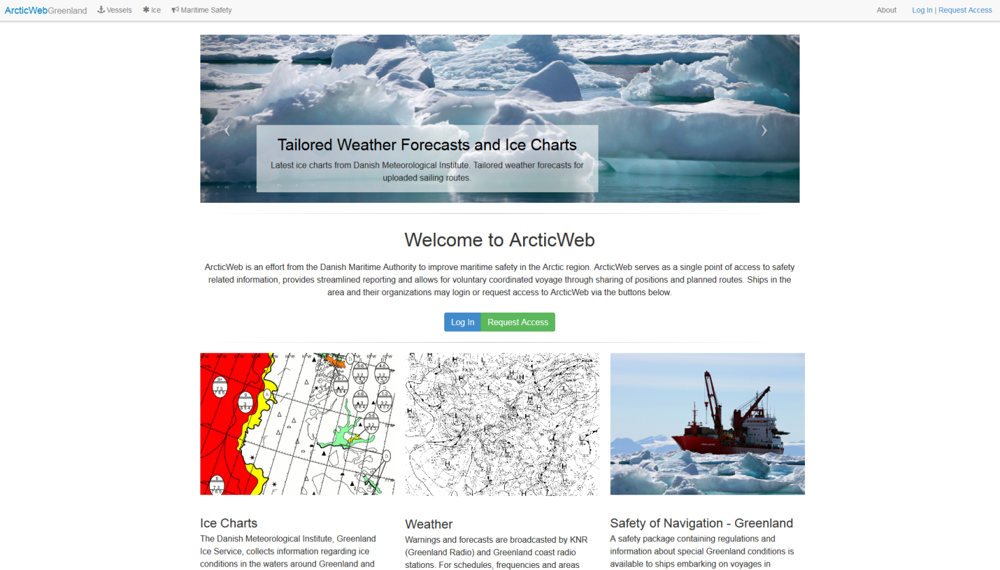 ArcticWebGreenland Vessels Ice Maritime Safety About Log In | Request Access
Tailored Weather Forecasts and Ice Charts
Latest ice charts from Danish Meteorological Institute. Tailored weather forecasts for
uploaded sailing routes.
Welcome to ArcticWeb
ArcticWeb is an effort from the Danish Maritime Authority to improve maritime safety in the Arctic region. ArcticWeb serves as a single point of access to safety
related information, provides streamlined reporting and allows for voluntary coordinated voyage through sharing of positions and planned routes. Ships in the
area and their organizations may login or request access to ArcticWeb via the buttons below.
Log In Request Access
Ice Charts
The Danish Meteorological Institute, Greenland
Ice Service, collects information regarding ice
conditions in the waters around Greenland and
Weather
Warnings and forecasts are broadcasted by KNR
(Greenland Radio) and Greenland coast radio
stations. For schedules, frequencies and areas
Safety of Navigation - Greenland
A safety package containing regulations and
information about special Greenland conditions is
available to ships embarking on voyages in